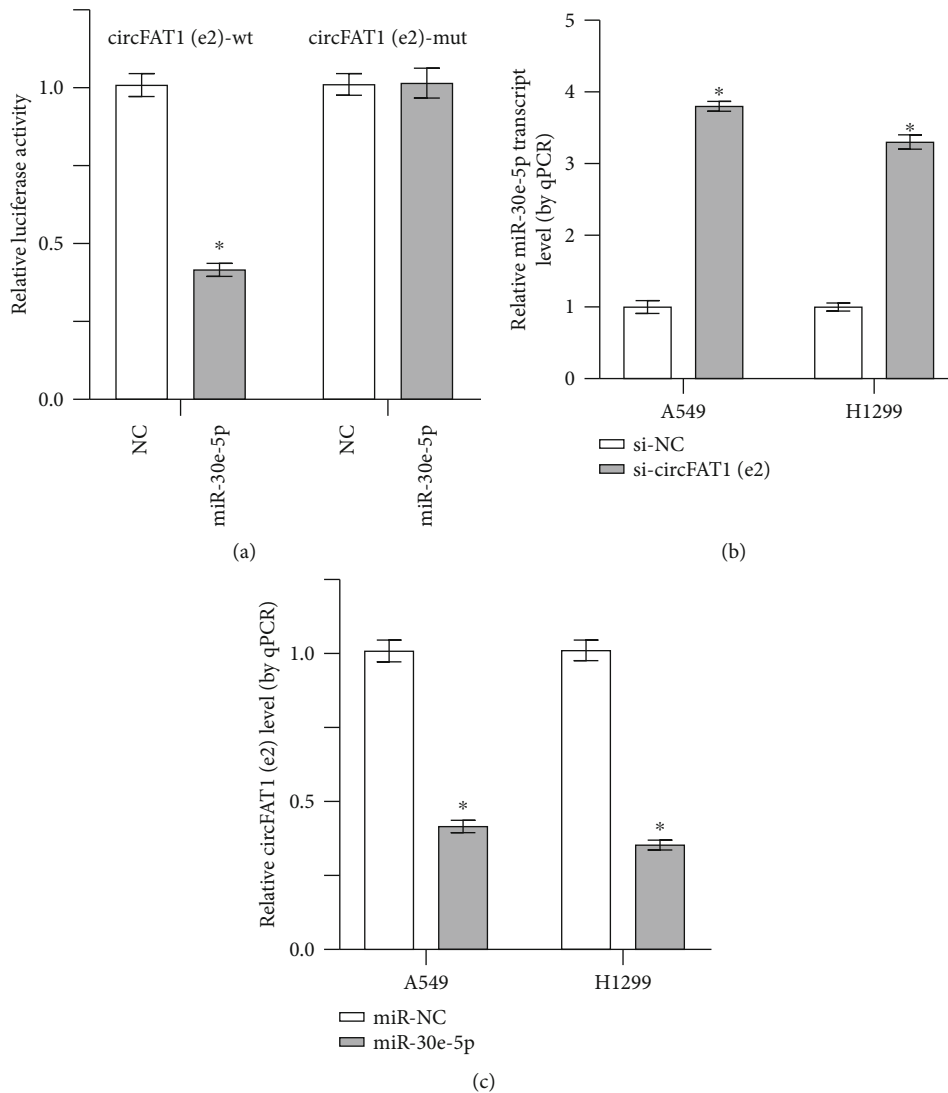 circFAT1 (e2)-wt
circFAT1 (e2)-mut
Relative luciferase activity
1.0
0.5
0.0
*
NC
miR-30e-5p
NC
miR-30e-5p
(a)
Relative miR-30e-5p transcript
level (by qPCR)
5
4
3
2
1
0
*
*
A549
H1299
si-NC
si-circFAT1 (e2)
(b)
Relative circFAT1 (e2) level (by qPCR)
1.0
0.5
0.0
*
*
A549
H1299
miR-NC
miR-30e-5p
(c)